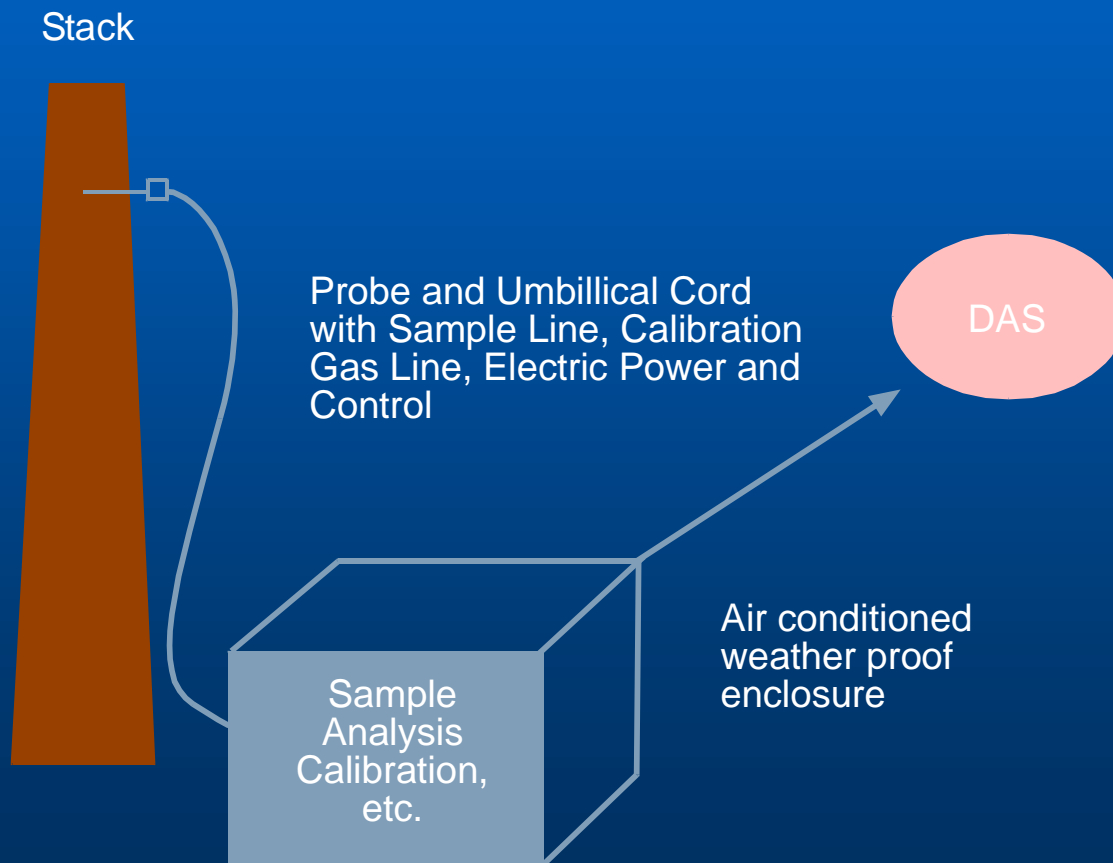 Stack
Probe and Umbillical Cord
with Sample Line, Calibration
Gas Line, Electric Power and
Control
DAS
Air conditioned
weather proof
enclosure
Sample
Analysis
Calibration,
etc.